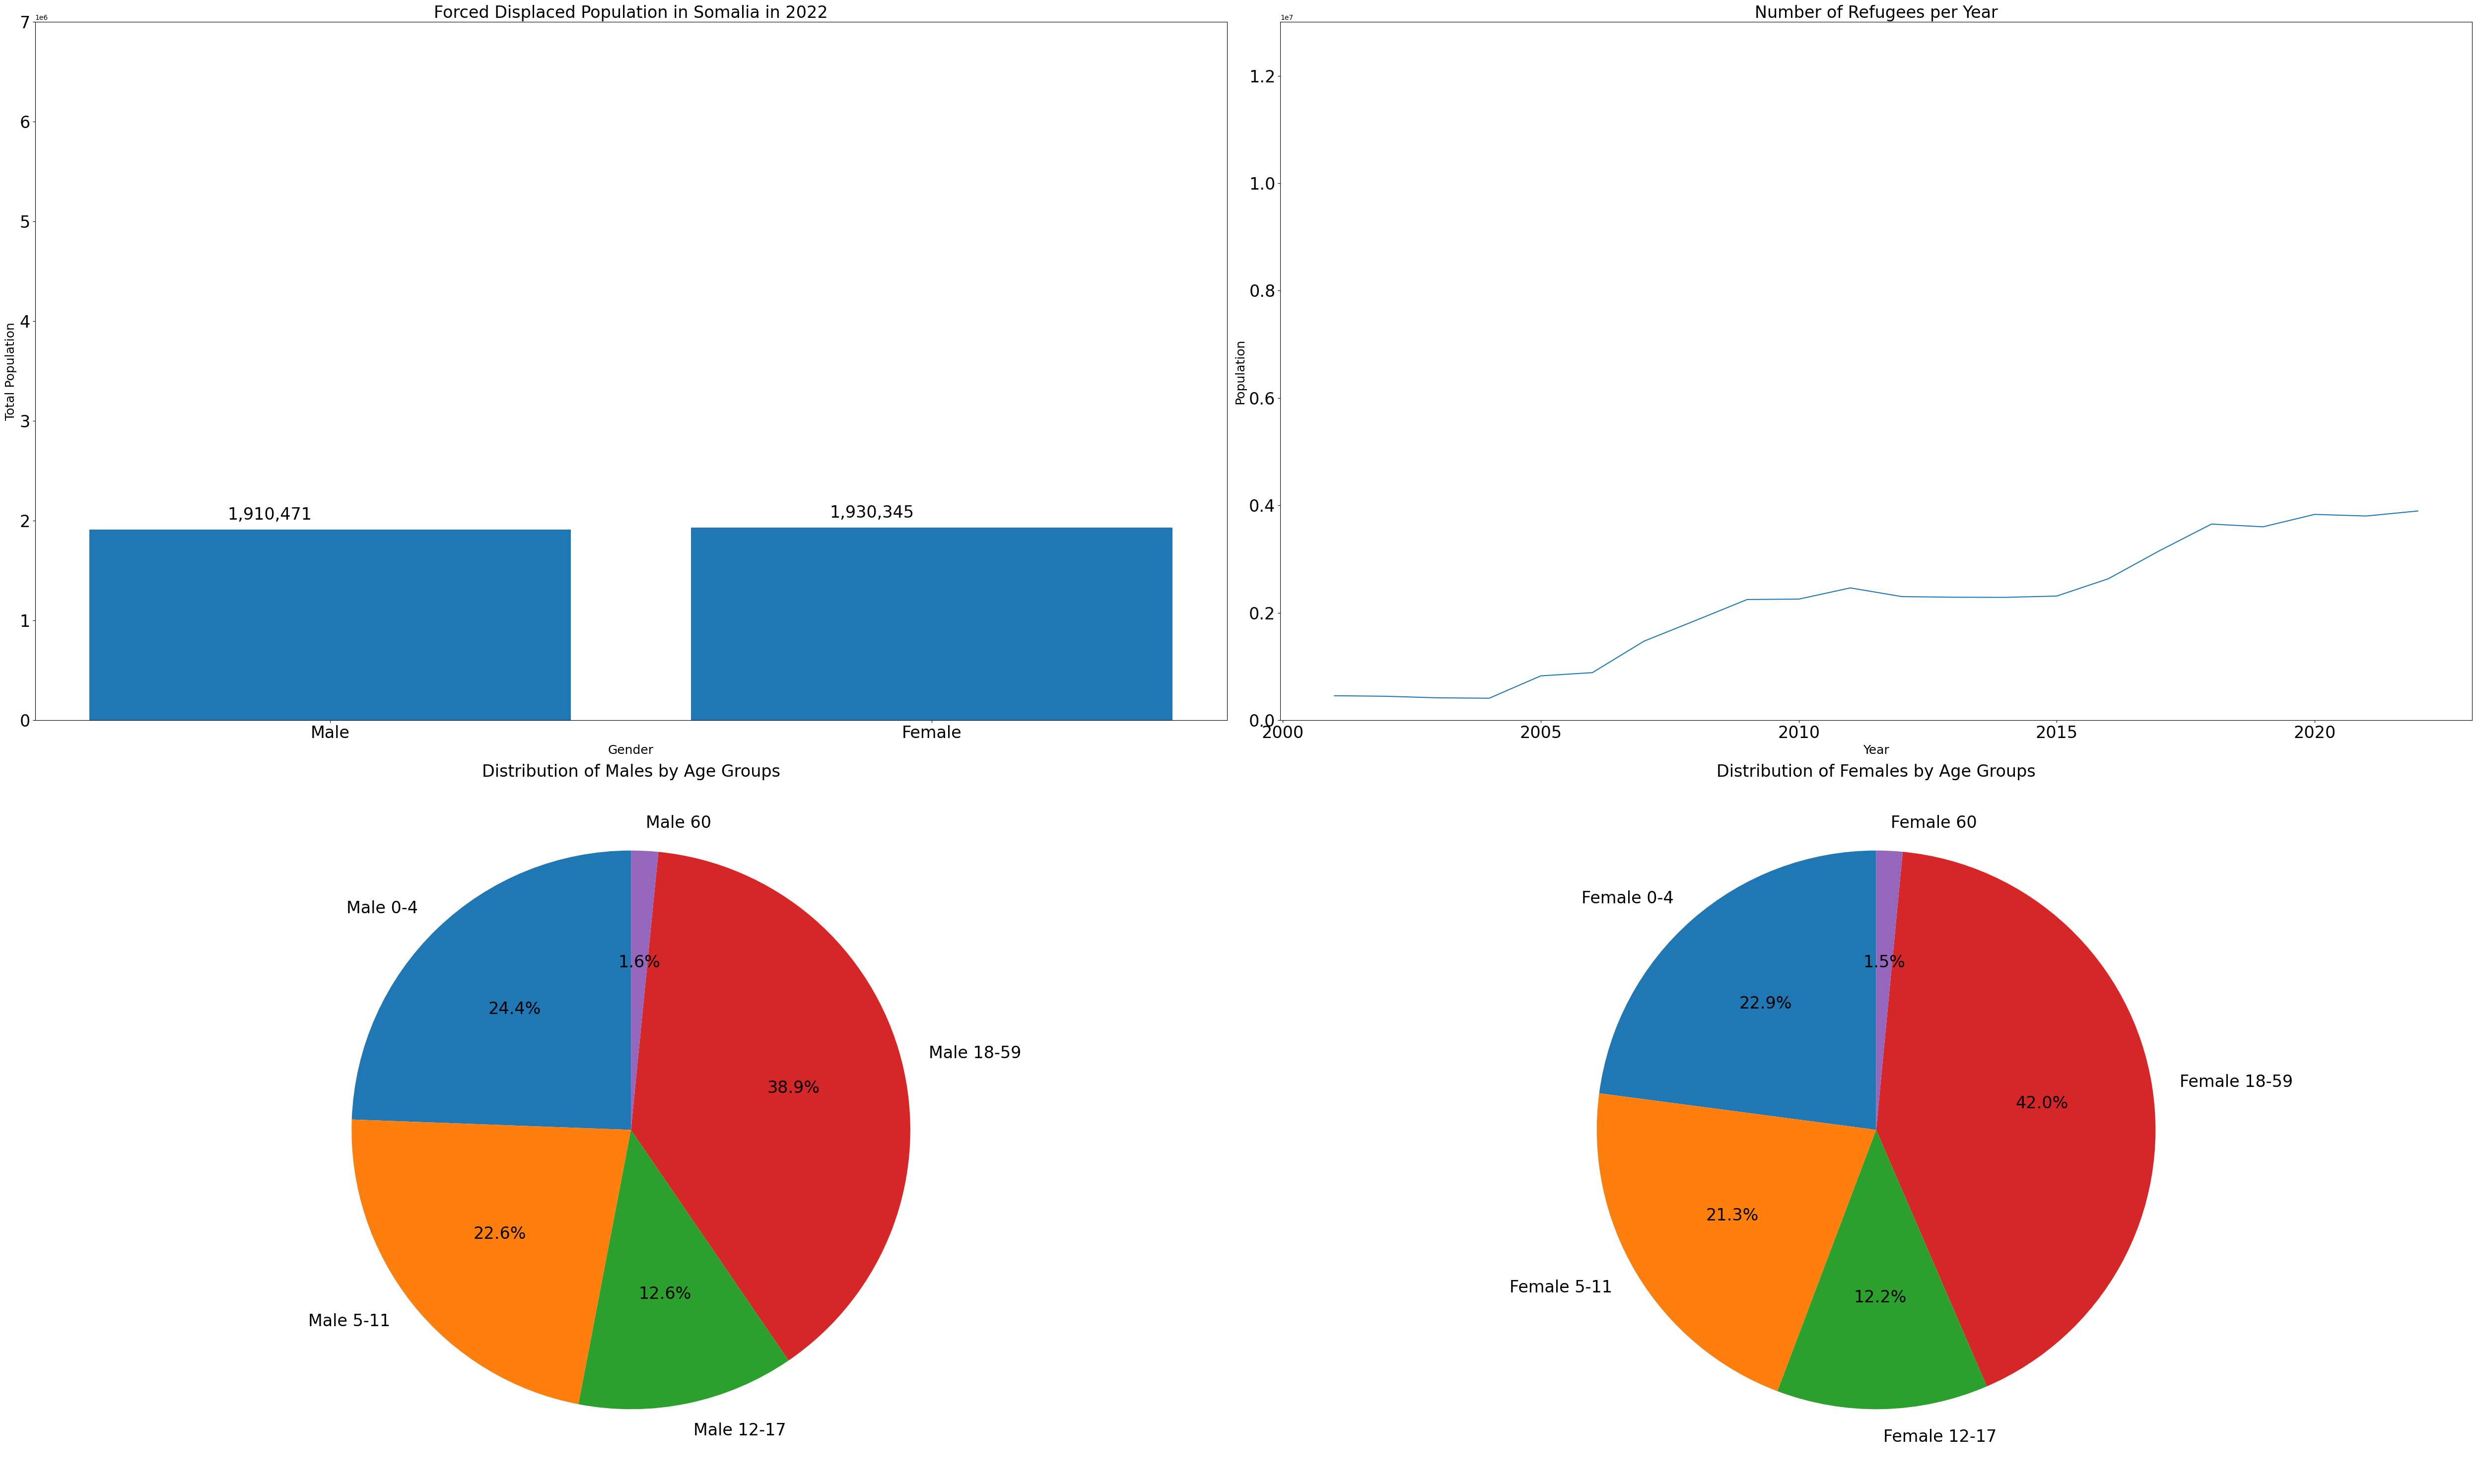 Forced Displaced Population in Somalia in 2022
1e6
7
6
5
4
3
2
1
0
Total Population
1,910,471
1,930,345
Male
Female
Gender
Number of Refugees per Year
1e7
1.2
1.0
0.8
0.6
0.4
0.2
0.0
Population
2000
2005
2010
2015
2020
Year
Distribution of Males by Age Groups
Male 60
Male 0-4
1.6%
24.4%
Male 18-59
38.9%
22.6%
12.6%
Male 5-11
Male 12-17
Distribution of Females by Age Groups
Female 60
Female 0-4
1.5%
22.9%
Female 18-59
42.0%
21.3%
Female 5-11
12.2%
Female 12-17